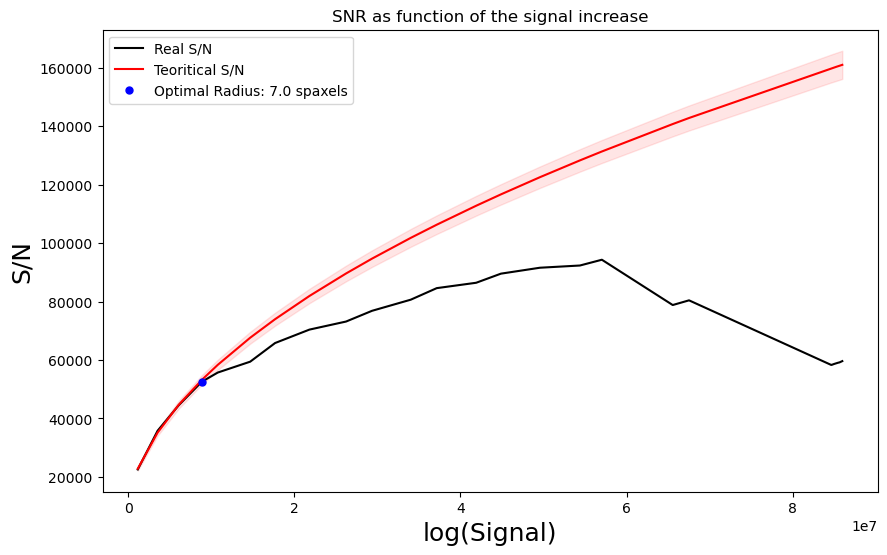 SNR as function of the signal increase
Real S/N
Teoritical S/N
Optimal Radius: 7.0 spaxels
S/N
160000
140000
120000
100000
80000
60000
40000
20000
0 2 4 6 8
1e7
log(Signal)